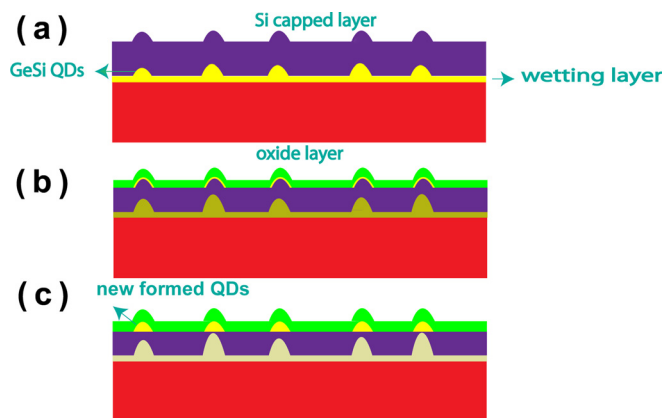 (a)
Si capped layer
GeSi QDs
wetting layer
oxide layer
(b)
(c)
new formed QDs